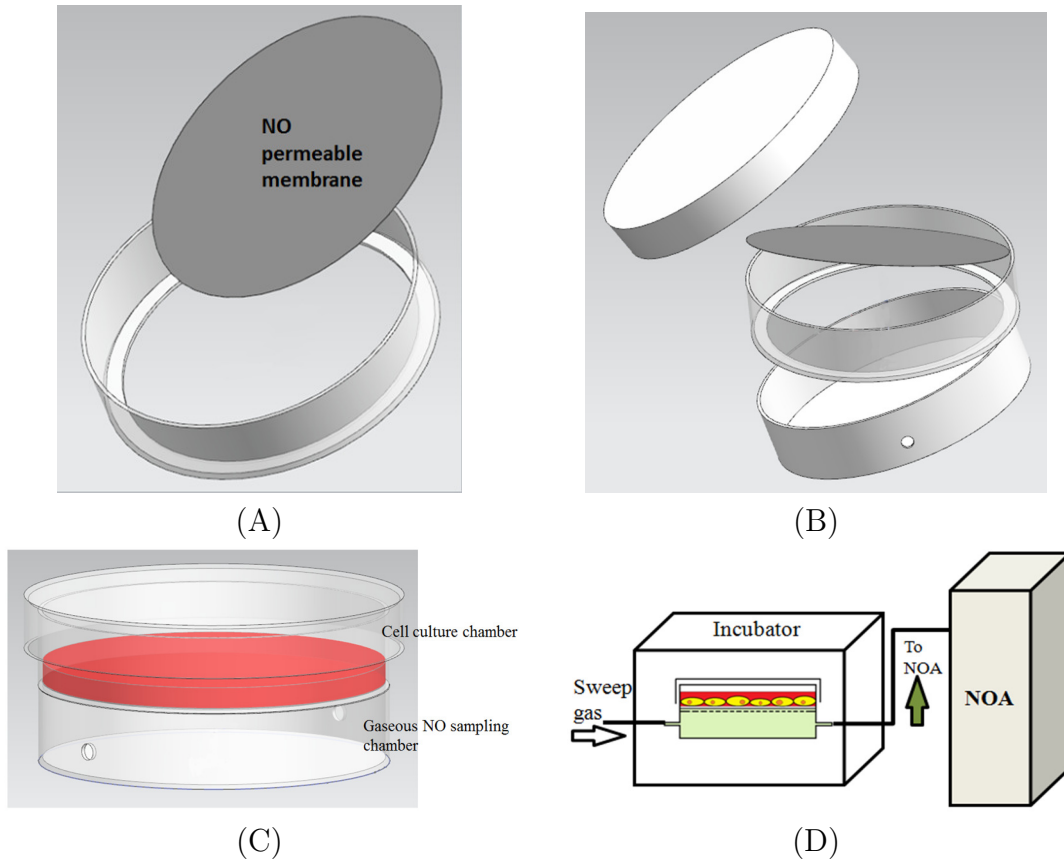 NO
permeable
membrane
(A)
(B)
Cell culture chamber
Gaseous NO sampling
chamber
(C)
Incubator
Sweep
gas
To
NOA
NOA
(D)